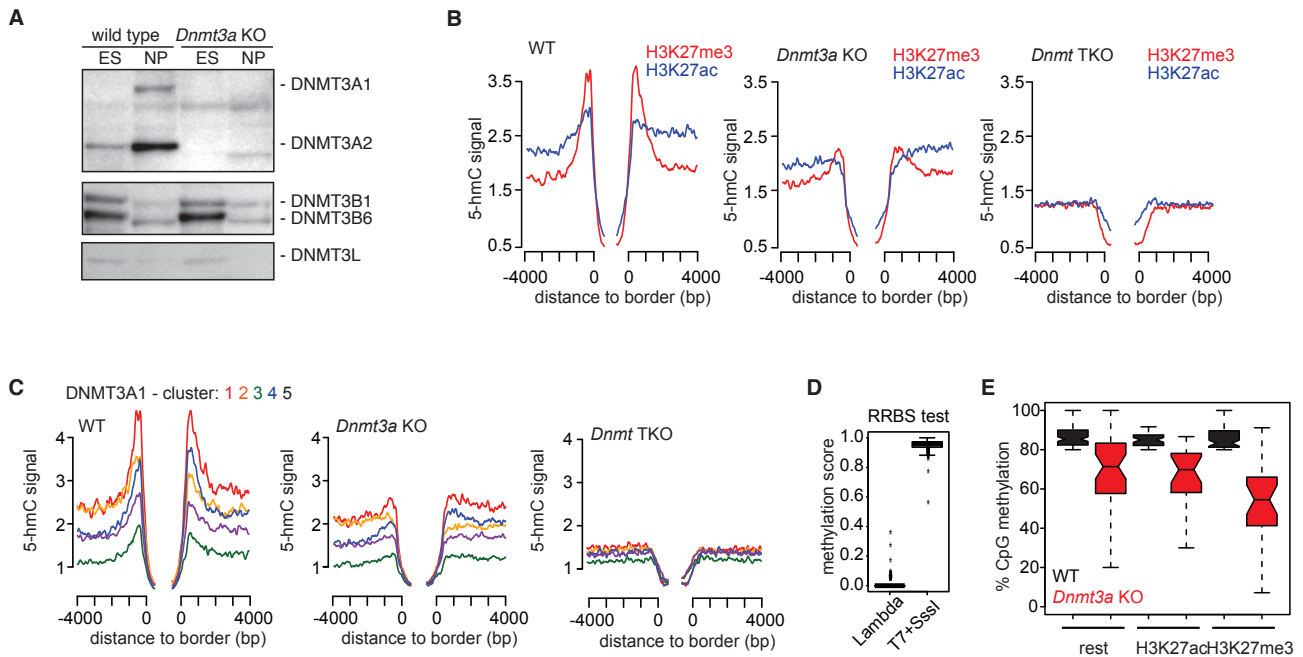 A
wild type Dnmt3a KO
ES NP ES NP
- DNMT3A1
- DNMT3A2
- DNMT3B1
- DNMT3B6
- DNMT3L
B
WT
H3K27me3
H3K27ac
5-hmC signal
3.5
2.5
1.5
0.5
-4000 0 0 4000
distance to border (bp)
Dnmt3a KO
H3K27me3
H3K27ac
5-hmC signal
3.5
2.5
1.5
0.5
-4000 0 0 4000
distance to border (bp)
Dnmt TKO
H3K27me3
H3K27ac
5-hmC signal
3.5
2.5
1.5
0.5
-4000 0 0 4000
distance to border (bp)
C
DNMT3A1 - cluster: 1 2 3 4 5
WT
5-hmC signal
4
3
2
1
-4000 0 0 4000
distance to border (bp)
Dnmt3a KO
5-hmC signal
4
3
2
1
-4000 0 0 4000
distance to border (bp)
Dnmt TKO
5-hmC signal
4
3
2
1
-4000 0 0 4000
distance to border (bp)
D
RRBS test
methylation score
1.0
0.8
0.6
0.4
0.2
0.0
Lambda
T7+SssI
E
% CpG methylation
100
80
60
40
20
0
WT
Dnmt3a KO
rest H3K27ac H3K27me3